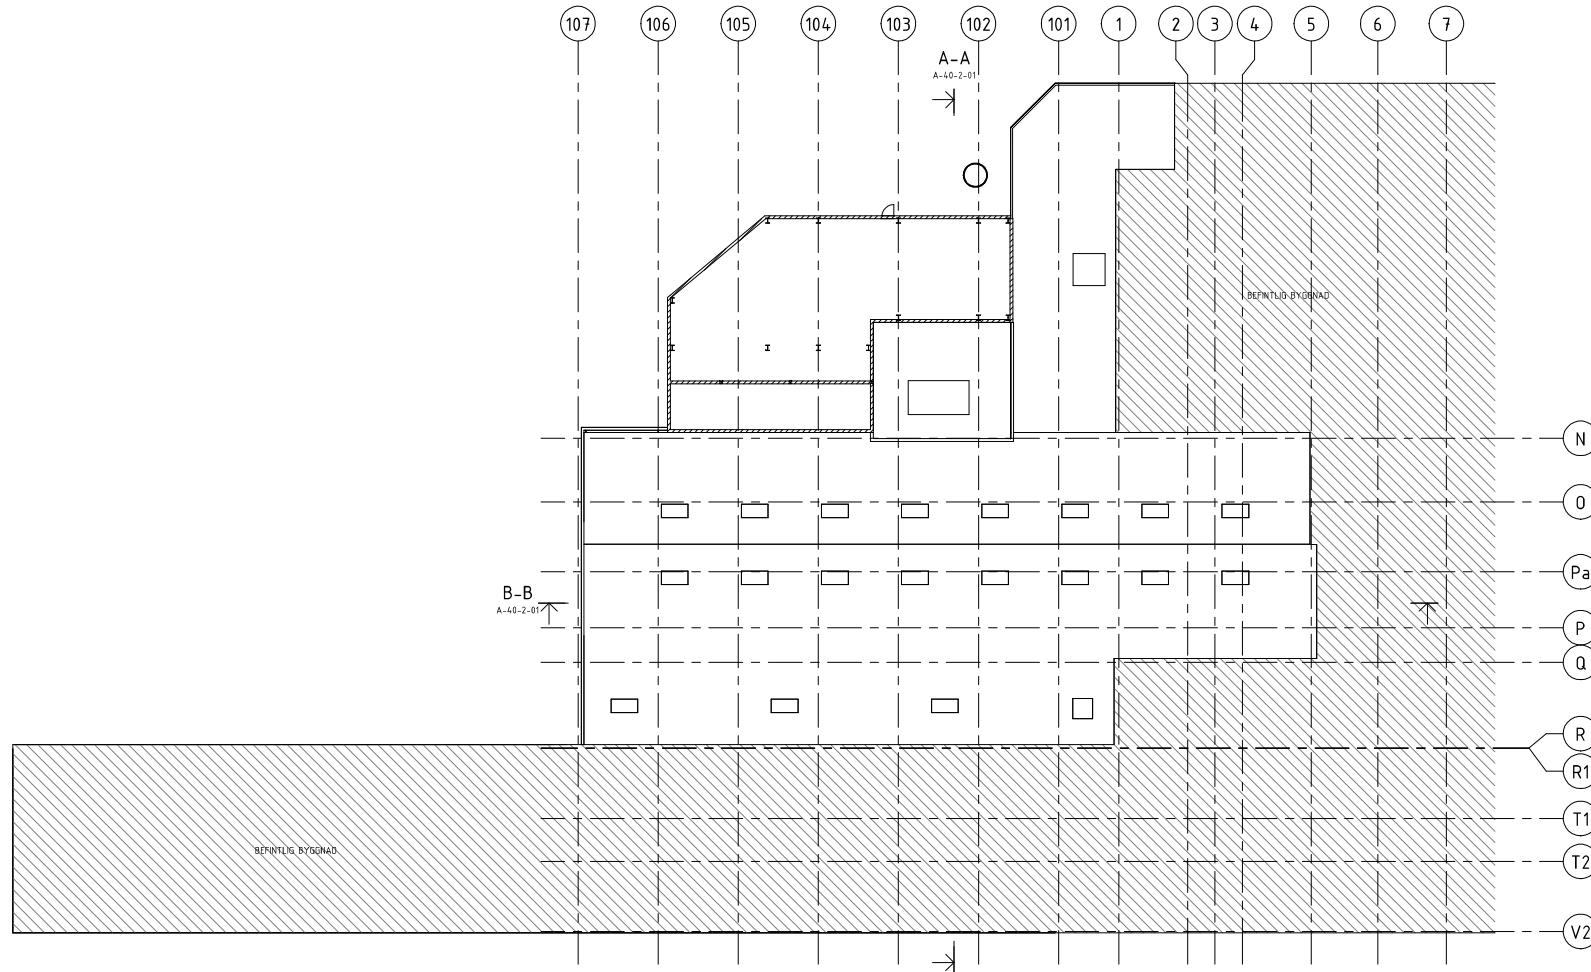 107 106 105 104 103 102 101 1 2 3 4 5 6 7
A-A
A-40-2-01
BEFINTLIG BYGGNAD
N
O
Pa
B-B
A-40-2-01
P
Q
R
R1
T1
BEFINTLIG BYGGNAD
T2
V2